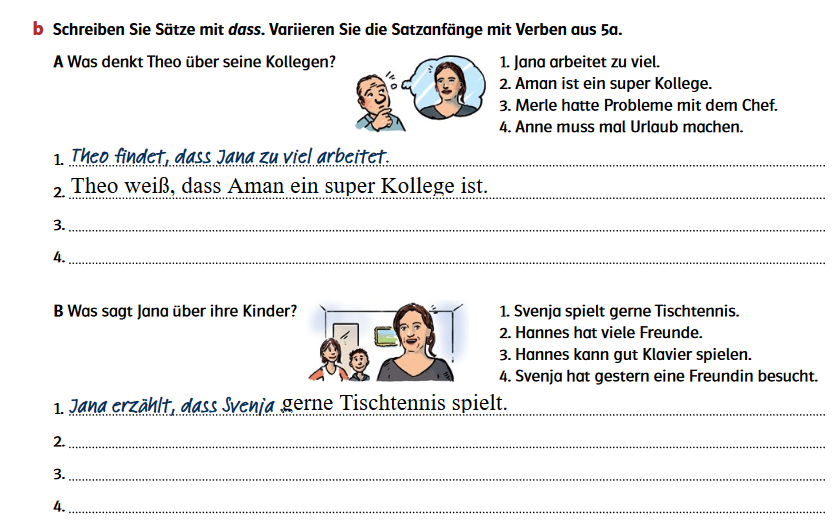 b Schreiben Sie Sätze mit dass. Variieren Sie die Satzanfänge mit Verben aus 5a.
A Was denkt Theo über seine Kollegen?
1. Jana arbeitet zu viel.
2. Aman ist ein super Kollege.
3. Merle hatte Probleme mit dem Chef.
4. Anne muss mal Urlaub machen.
1. Theo findet, dass Jana zu viel arbeitet.
2. Theo weiß, dass Aman ein super Kollege ist.
3.
4.
B Was sagt Jana über ihre Kinder?
1. Svenja spielt gerne Tischtennis.
2. Hannes hat viele Freunde.
3. Hannes kann gut Klavier spielen.
4. Svenja hat gestern eine Freundin besucht.
1. Jana erzählt, dass Svenja gerne Tischtennis spielt.
2.
3.
4.